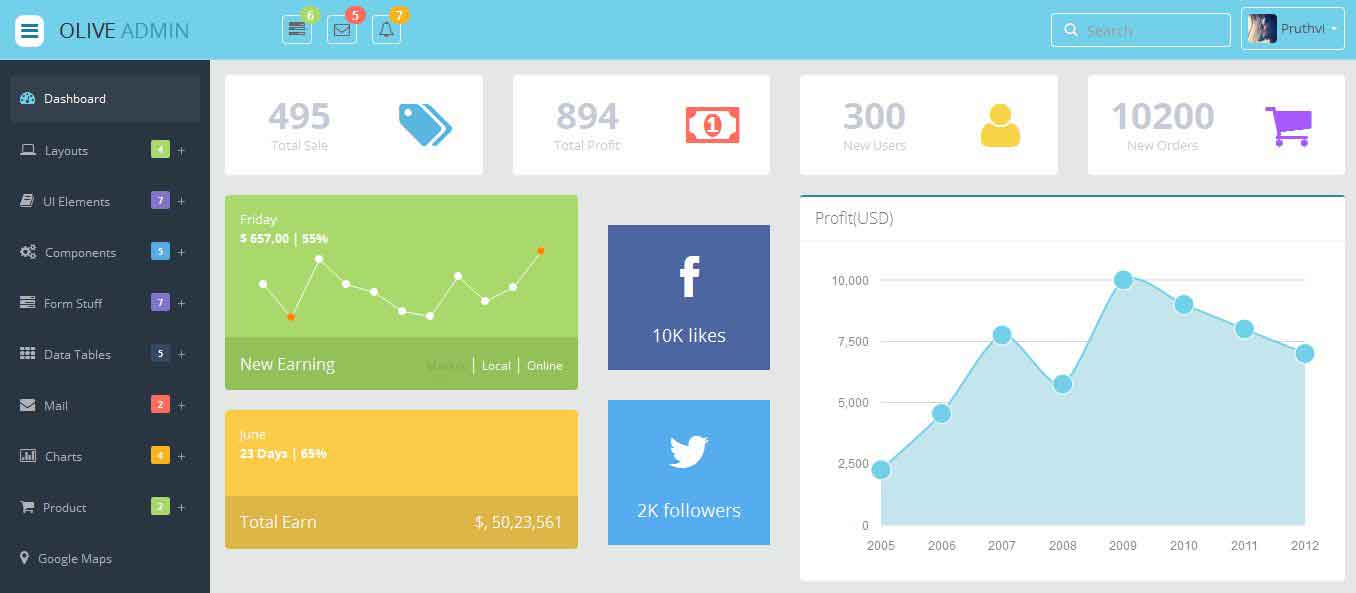 OLIVE ADMIN
6
5
7
Search
Pruthvi
Dashboard
Layouts 4 +
UI Elements 7 +
Components 5 +
Form Stuff 7 +
Data Tables 5 +
Mail 2 +
Charts 4 +
Product 2 +
Google Maps
495
Total Sale
894
Total Profit
1
300
New Users
10200
New Orders
Friday
$ 657,00 | 55%
New Earning
Market | Local | Online
June
23 Days | 65%
Total Earn
$, 50,23,561
f
10K likes
2K followers
Profit(USD)
10,000
7,500
5,000
2,500
0
2005 2006 2007 2008 2009 2010 2011 2012